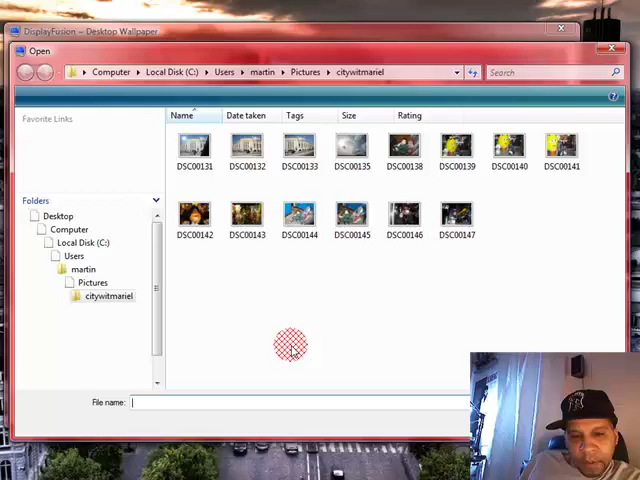 DisplayFusion - Desktop Wallpaper
Open
Computer Local Disk (C:) Users martin Pictures citywitmariel
Search
Name Date taken Tags Size Rating
Favorite Links
DSC00131 DSC00132 DSC00133 DSC00135 DSC00138 DSC00139 DSC00140 DSC00141
Folders
DSC00142 DSC00143 DSC00144 DSC00145 DSC00146 DSC00147
Desktop
Computer
Local Disk (C:)
Users
martin
Pictures
citywitmariel
File name: